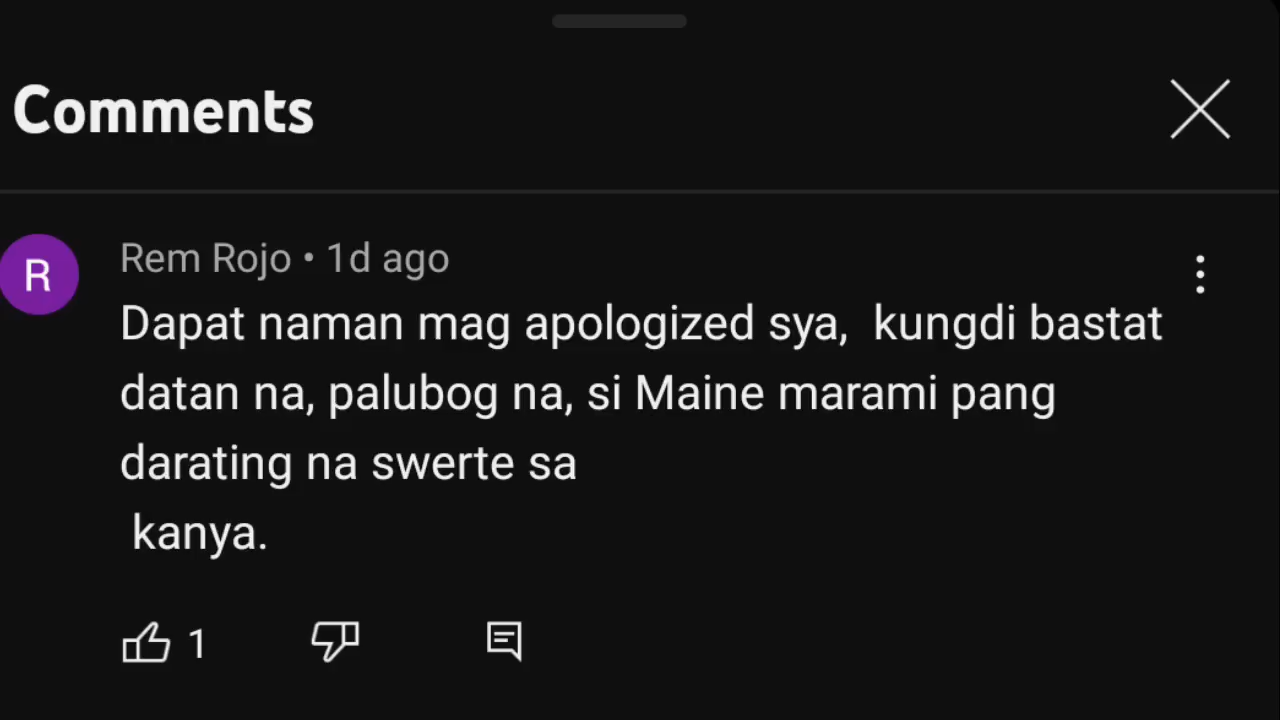 Comments
R
Rem Rojo • 1d ago
Dapat naman mag apologized sya,  kungdi bastat
datan na, palubog na, si Maine marami pang
darating na swerte sa
kanya.
1